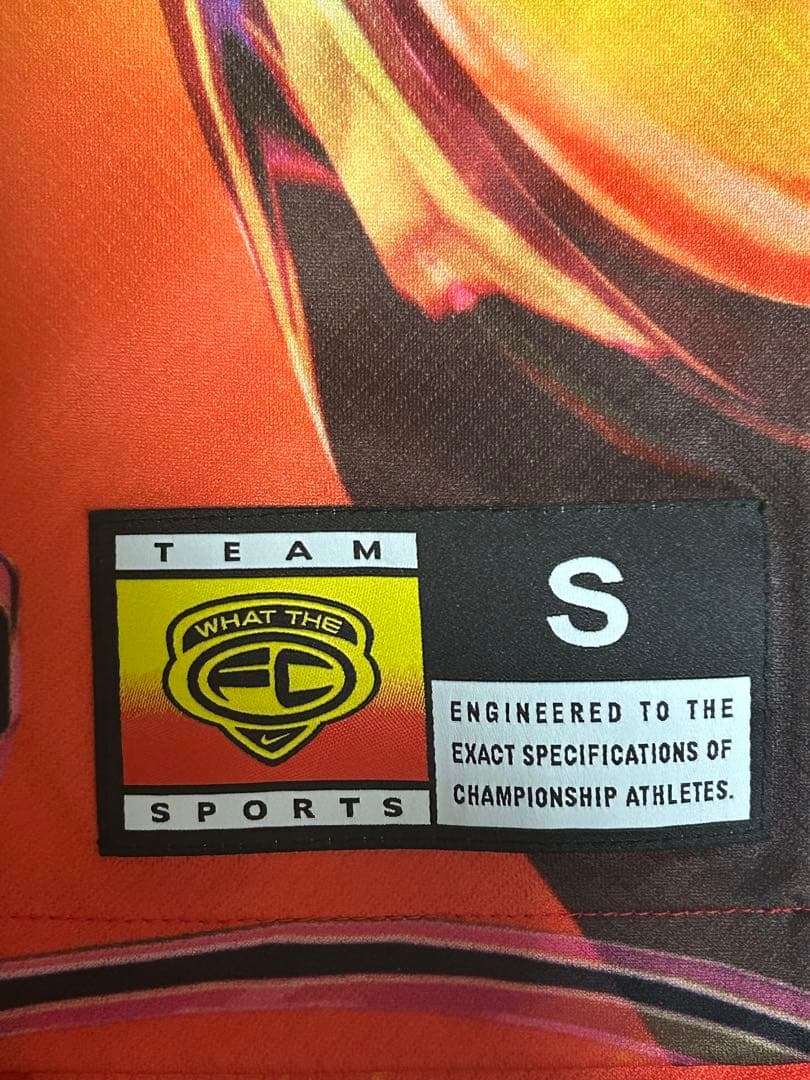 TEAM
WHAT THE
FC
SPORTS
S
ENGINEERED TO THE
EXACT SPECIFICATIONS OF
CHAMPIONSHIP ATHLETES.